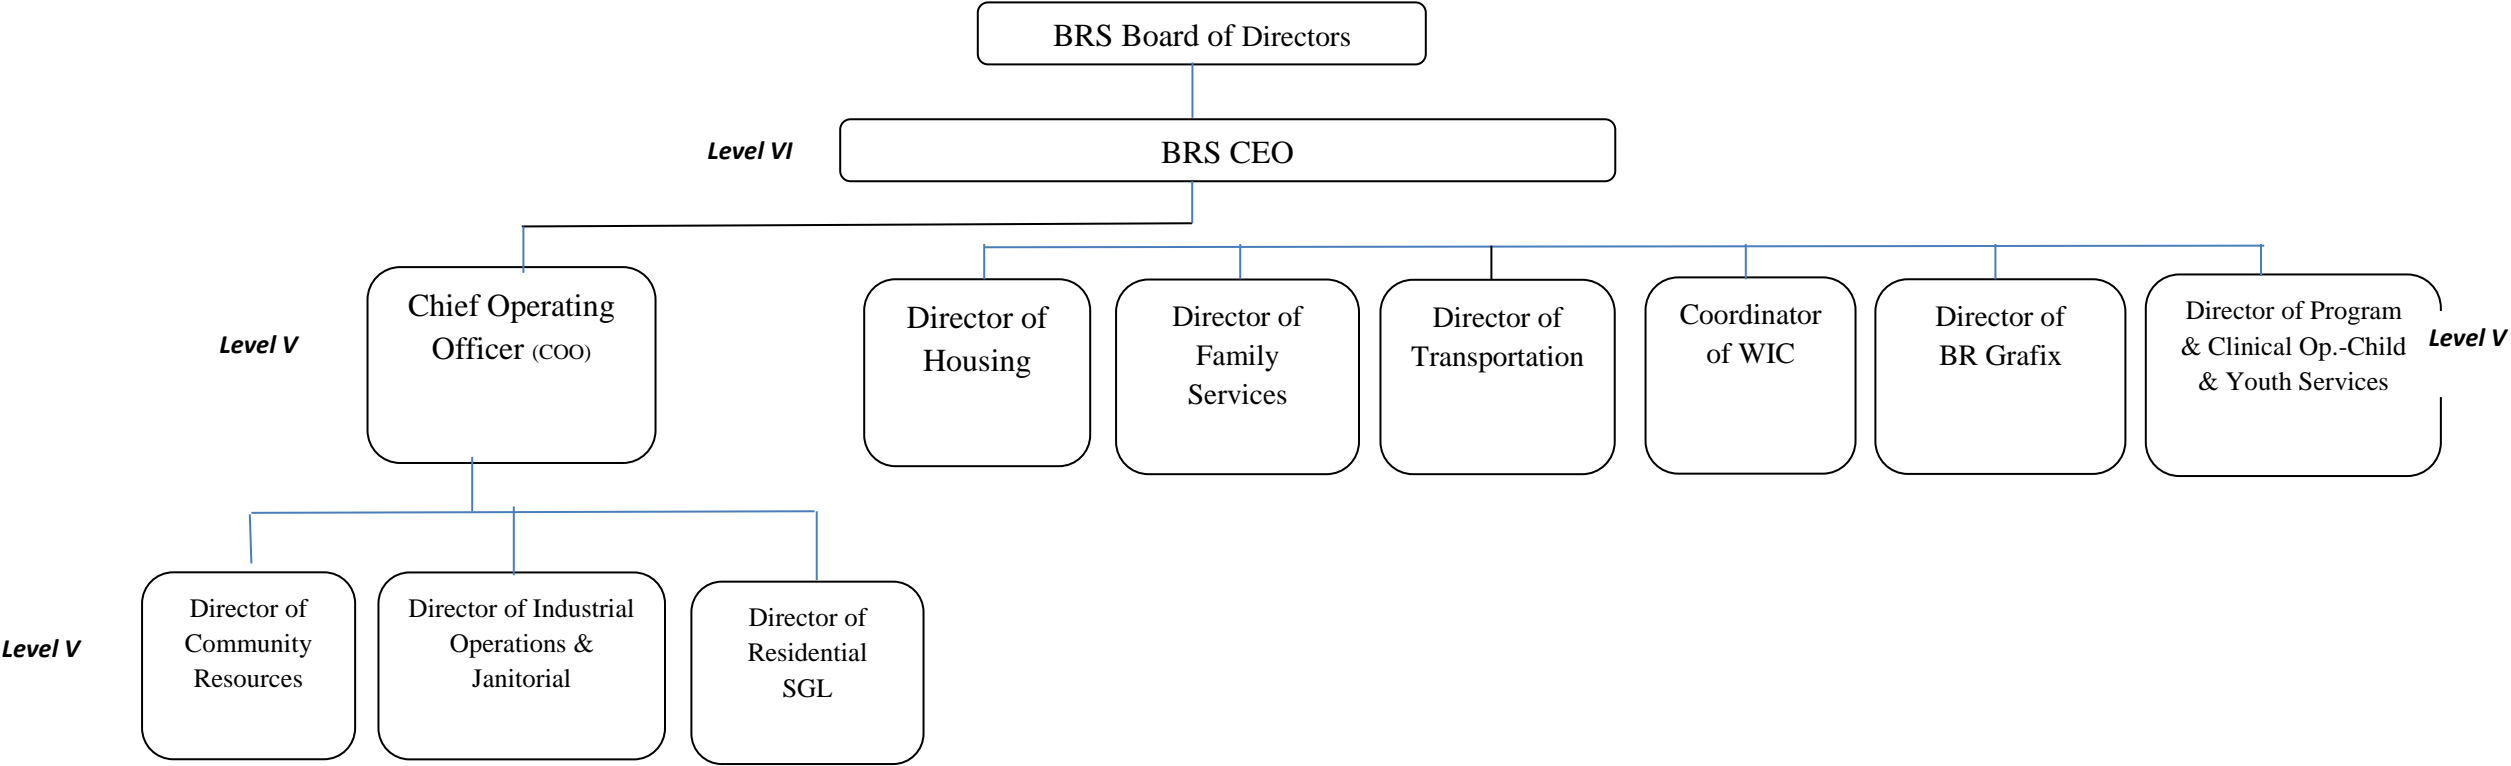 BRS Board of Directors
Level VI
BRS CEO
Level V
Chief Operating
Officer (COO)
Director of
Housing
Director of
Family
Services
Director of
Transportation
Coordinator
of WIC
Director of
BR Grafix
Director of Program
& Clinical Op.-Child
& Youth Services
Level V
Level V
Director of
Community
Resources
Director of Industrial
Operations &
Janitorial
Director of
Residential
SGL